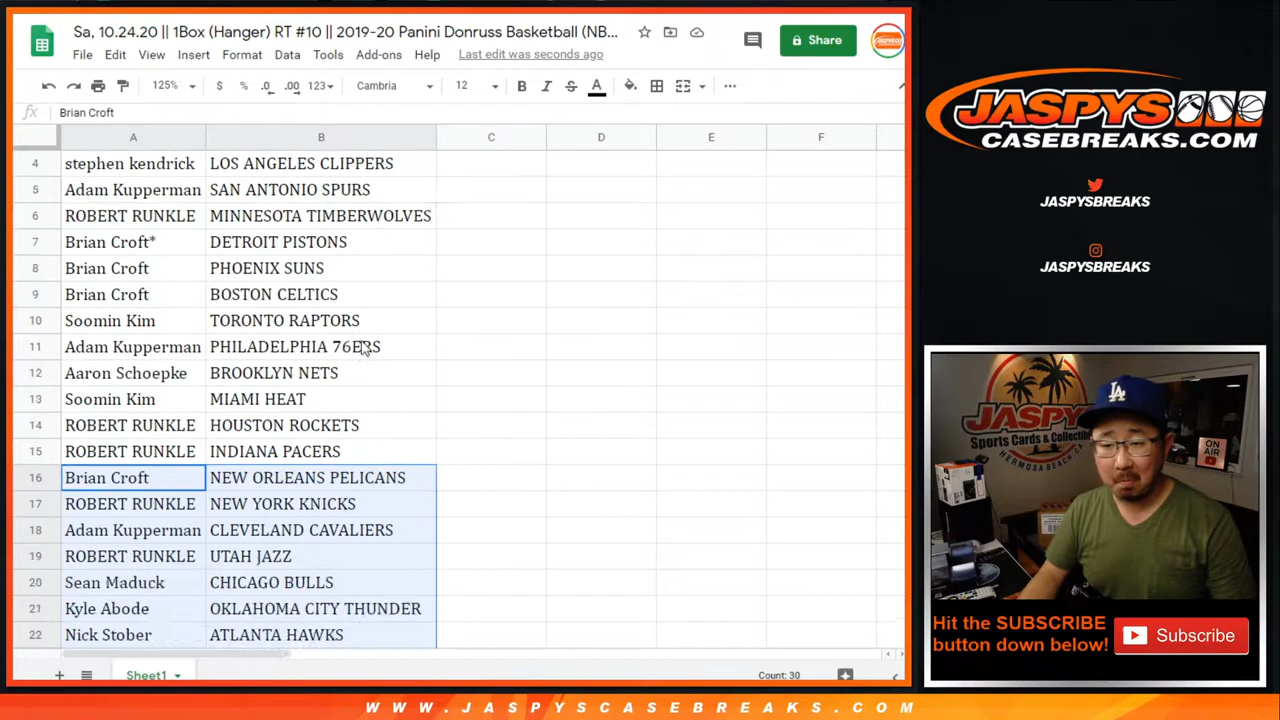 Sa, 10.24.20 || 1Box (Hanger) RT #10 || 2019-20 Panini Donruss Basketball (NB...
Share
File Edit View Insert Format Data Tools Add-ons Help Last edit was seconds ago
125% $ % .0 .00 123 Cambria 12 B I S A
fx Brian Croft
A B C D E F
4 stephen kendrick LOS ANGELES CLIPPERS
5 Adam Kupperman SAN ANTONIO SPURS
6 ROBERT RUNKLE MINNESOTA TIMBERWOLVES
7 Brian Croft* DETROIT PISTONS
8 Brian Croft PHOENIX SUNS
9 Brian Croft BOSTON CELTICS
10 Soomin Kim TORONTO RAPTORS
11 Adam Kupperman PHILADELPHIA 76ERS
12 Aaron Schoepke BROOKLYN NETS
13 Soomin Kim MIAMI HEAT
14 ROBERT RUNKLE HOUSTON ROCKETS
15 ROBERT RUNKLE INDIANA PACERS
16 Brian Croft NEW ORLEANS PELICANS
17 ROBERT RUNKLE NEW YORK KNICKS
18 Adam Kupperman CLEVELAND CAVALIERS
19 ROBERT RUNKLE UTAH JAZZ
20 Sean Maduck CHICAGO BULLS
21 Kyle Abode OKLAHOMA CITY THUNDER
22 Nick Stober ATLANTA HAWKS
Sheet1
Count: 30
JASPYS
CASEBREAKS.COM
JASPYSBREAKS
JASPYSBREAKS
JASPYS
Sports Cards & Collectibles
HERMOSA BEACH
ON
AIR
LA
Hit the SUBSCRIBE
button down below!
Subscribe
WWW.JASPYSCASEBREAKS.COM